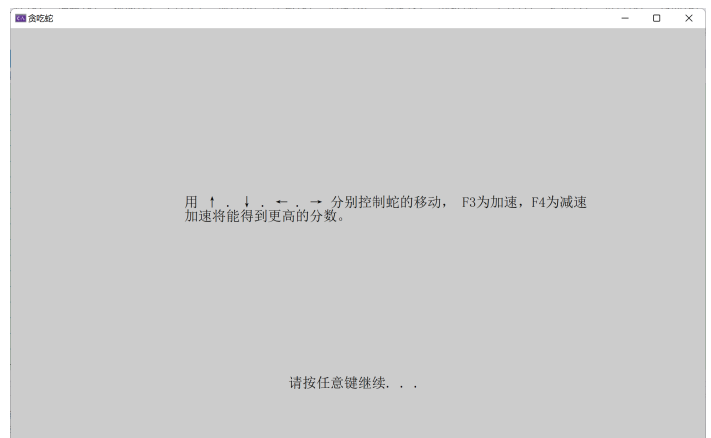 贪吃蛇
用 ↑ . ↓ . ← . → 分别控制蛇的移动， F3为加速，F4为减速
加速将能得到更高的分数。
请按任意键继续. . .